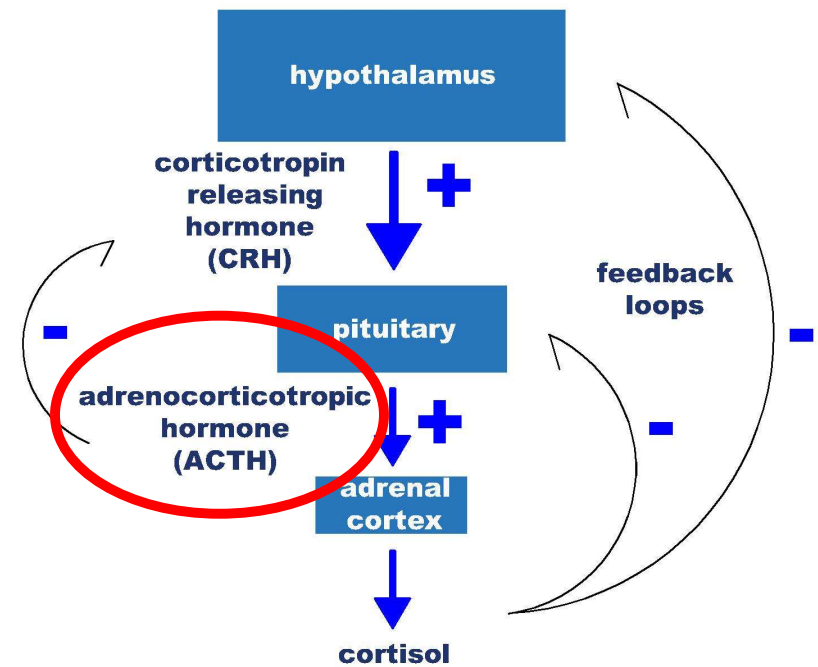 hypothalamus
corticotropin
releasing
hormone
(CRH)
+
feedback
loops
-
pituitary
-
adrenocorticotropic
hormone
(ACTH)
+
-
adrenal
cortex
cortisol